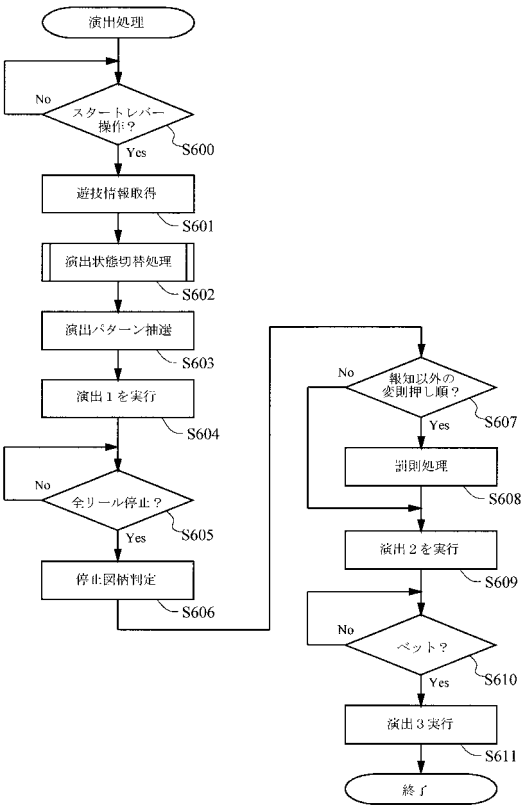 演出処理
No
スタートレバー
操作？
S600
Yes
遊技情報取得
S601
演出状態切替処理
S602
演出パターン抽選
S603
演出１を実行
S604
No
全リール停止？
S605
Yes
停止図柄判定
S606
No
報知以外の
変則押し順？
S607
Yes
罰則処理
S608
演出２を実行
S609
No
ベット？
S610
Yes
演出３実行
S611
終了